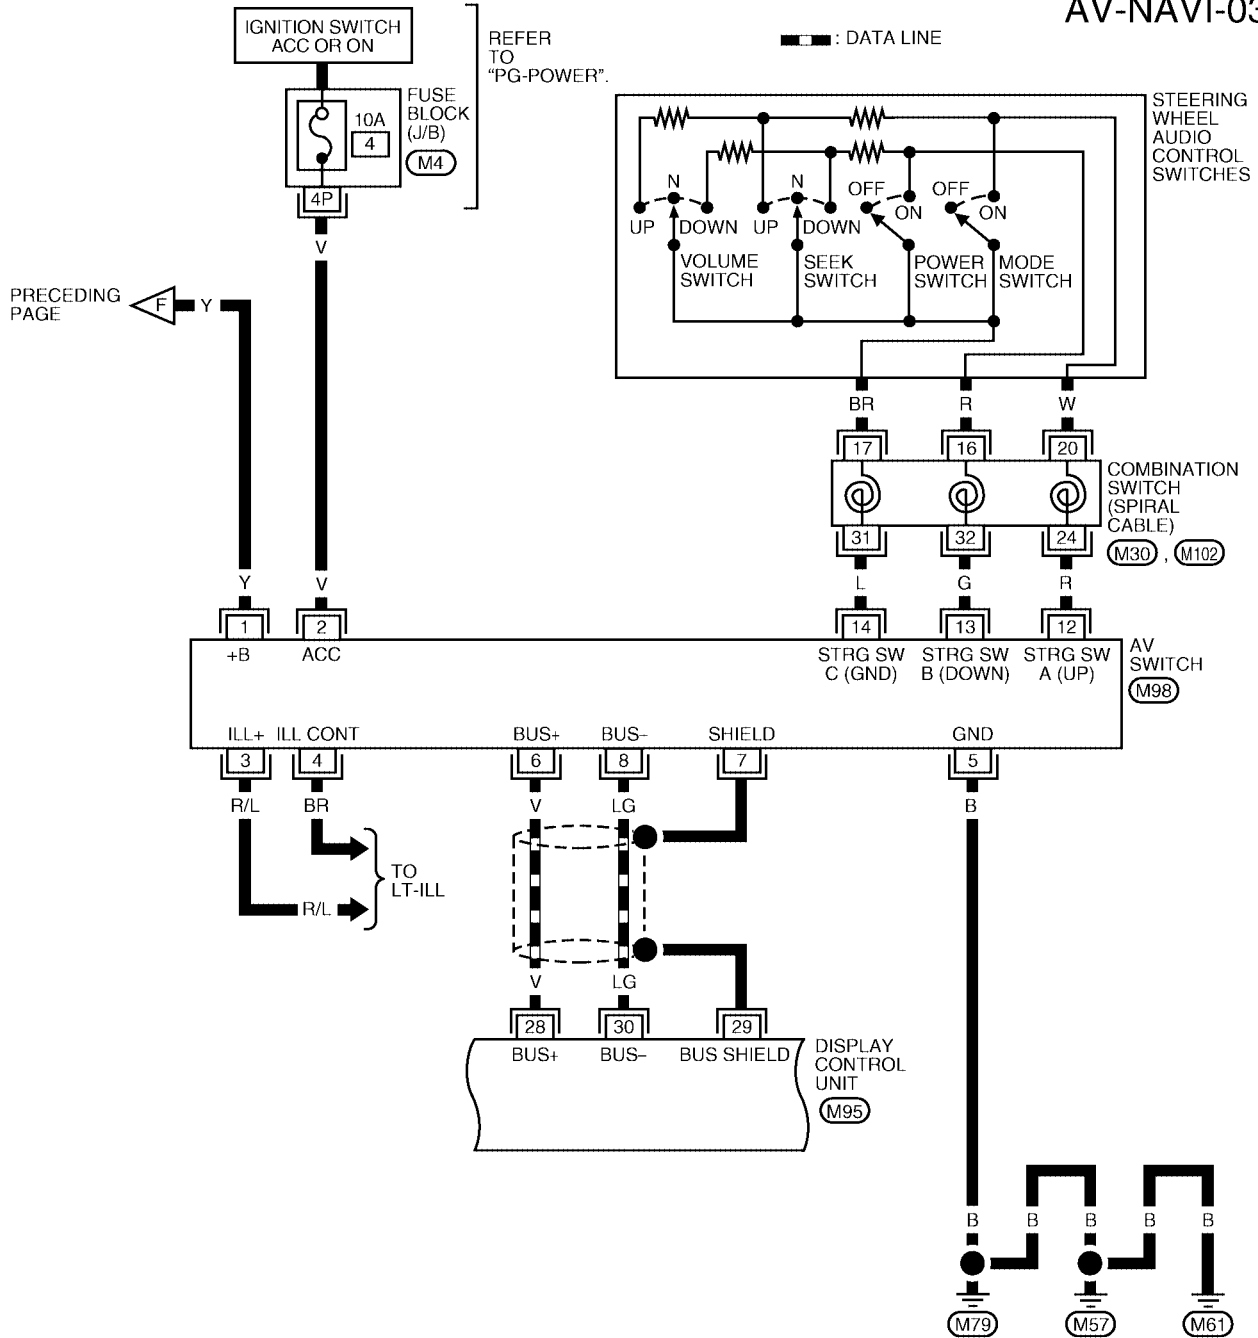 AV-NAVI-03
IGNITION SWITCH
ACC OR ON
REFER
TO
“PG-POWER”.
: DATA LINE
FUSE
BLOCK
(J/B)
M4
10A
4
4P
V
STEERING
WHEEL
AUDIO
CONTROL
SWITCHES
N
UP
DOWN
VOLUME
SWITCH
N
UP
DOWN
SEEK
SWITCH
OFF
ON
POWER
SWITCH
OFF
ON
MODE
SWITCH
PRECEDING
PAGE
F
Y
BR
R
W
17
16
20
COMBINATION
SWITCH
(SPIRAL
CABLE)
M30 , M102
31
32
24
Y
V
L
G
R
1
2
14
13
12
+B
ACC
STRG SW
C (GND)
STRG SW
B (DOWN)
STRG SW
A (UP)
AV
SWITCH
M98
ILL+
ILL CONT
BUS+
BUS–
SHIELD
GND
3
4
6
8
7
5
R/L
BR
V
LG
B
TO
LT-ILL
R/L
V
LG
28
30
29
BUS+
BUS–
BUS SHIELD
DISPLAY
CONTROL
UNIT
M95
B
B
B
B
B
M79
M57
M61